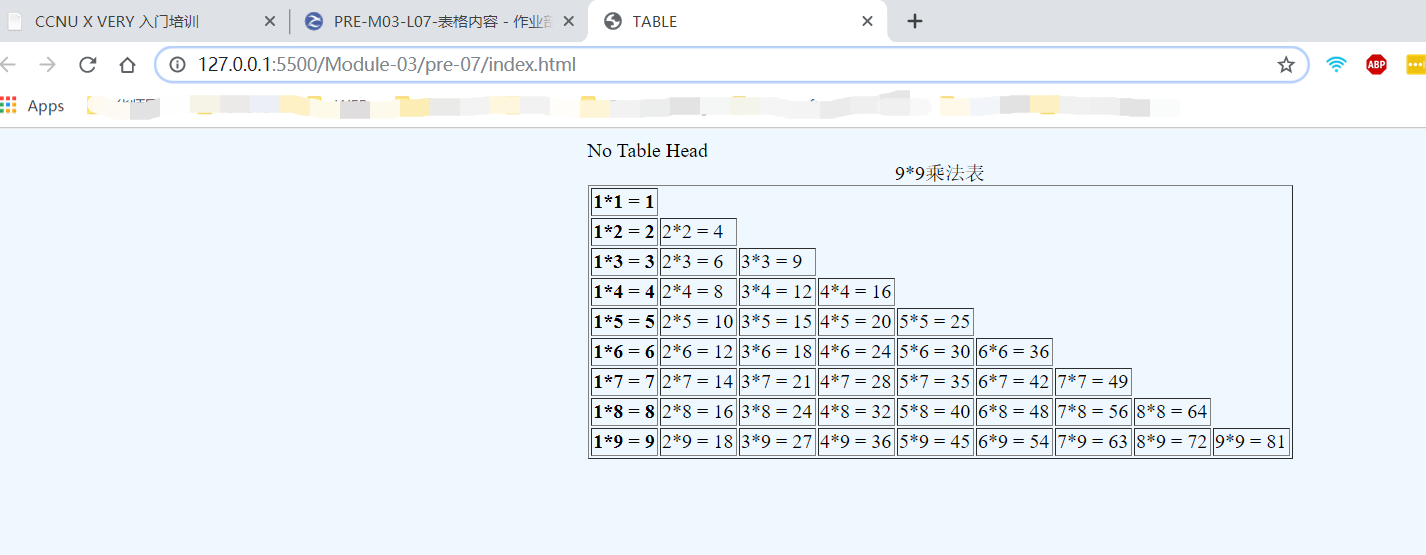 CCNU X VERY 入门培训
PRE-M03-L07-表格内容 - 作业部
TABLE
127.0.0.1:5500/Module-03/pre-07/index.html
ABP
Apps
No Table Head
9*9乘法表
1*1 = 1
1*2 = 2 2*2 = 4
1*3 = 3 2*3 = 6 3*3 = 9
1*4 = 4 2*4 = 8 3*4 = 12 4*4 = 16
1*5 = 5 2*5 = 10 3*5 = 15 4*5 = 20 5*5 = 25
1*6 = 6 2*6 = 12 3*6 = 18 4*6 = 24 5*6 = 30 6*6 = 36
1*7 = 7 2*7 = 14 3*7 = 21 4*7 = 28 5*7 = 35 6*7 = 42 7*7 = 49
1*8 = 8 2*8 = 16 3*8 = 24 4*8 = 32 5*8 = 40 6*8 = 48 7*8 = 56 8*8 = 64
1*9 = 9 2*9 = 18 3*9 = 27 4*9 = 36 5*9 = 45 6*9 = 54 7*9 = 63 8*9 = 72 9*9 = 81